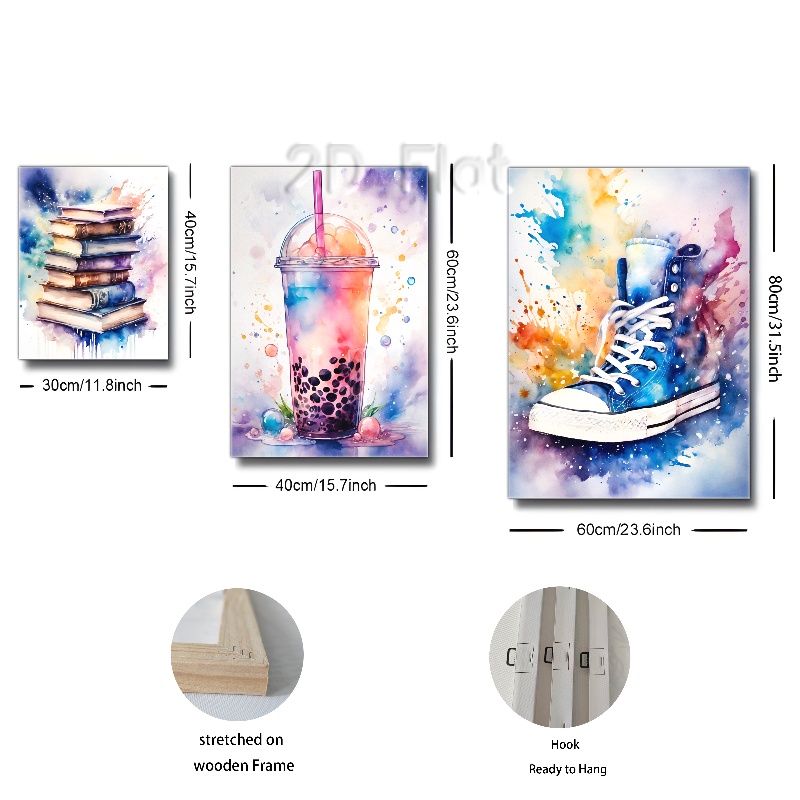 2D Flat
40cm/15.7inch
30cm/11.8inch
60cm/23.6inch
40cm/15.7inch
80cm/31.5inch
60cm/23.6inch
stretched on
wooden Frame
Hook
Ready to Hang